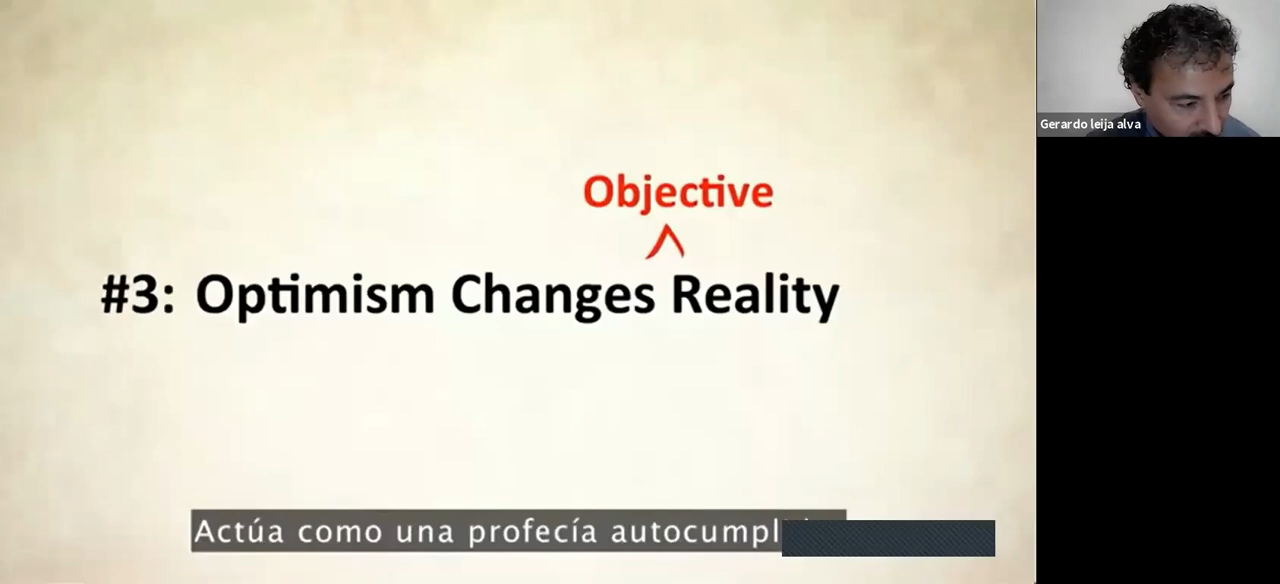 Objective
#3: Optimism Changes Reality
Actúa como una profecía
Gerardo leija alva